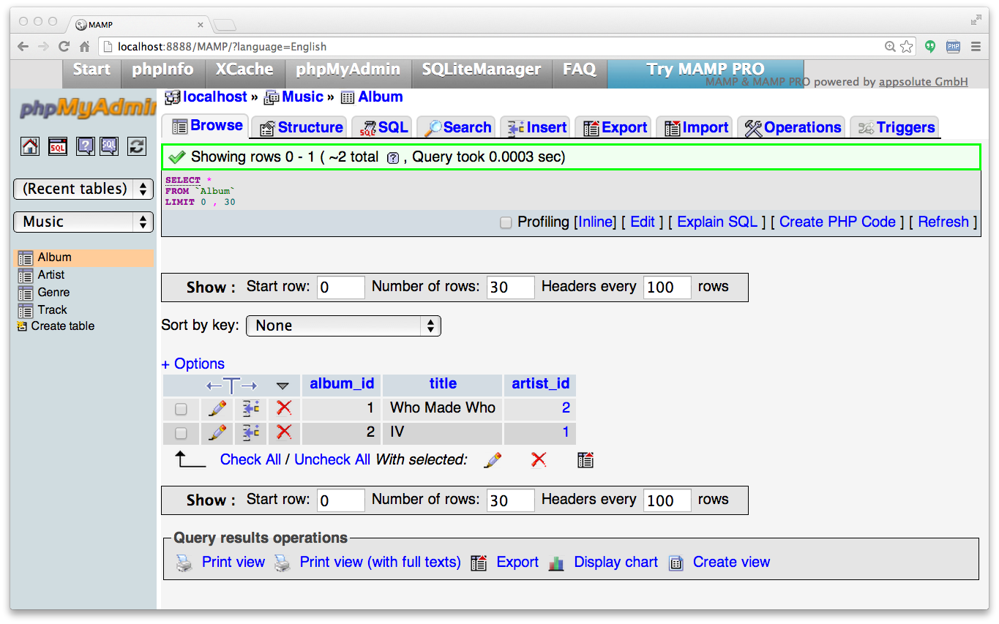 MAMP
localhost:8888/MAMP/?language=English
PHP
Start phpInfo XCache phpMyAdmin SQLiteManager FAQ Try MAMP PRO
MAMP & MAMP PRO powered by appsolute GmbH
phpMyAdmin
localhost » Music » Album
Browse Structure SQL Search Insert Export Import Operations Triggers
SQL ? SQL
Showing rows 0 - 1 ( ~2 total ? , Query took 0.0003 sec)
SELECT *
FROM `Album`
LIMIT 0 , 30
(Recent tables)
Music
Profiling [Inline] [ Edit ] [ Explain SQL ] [ Create PHP Code ] [ Refresh ]
Album
Artist
Genre
Track
Create table
Show : Start row: 0 Number of rows: 30 Headers every 100 rows
Sort by key: None
+ Options
←T→ album_id title artist_id
1 Who Made Who 2
2 IV 1
Check All / Uncheck All With selected:
Show : Start row: 0 Number of rows: 30 Headers every 100 rows
Query results operations
Print view Print view (with full texts) Export Display chart Create view